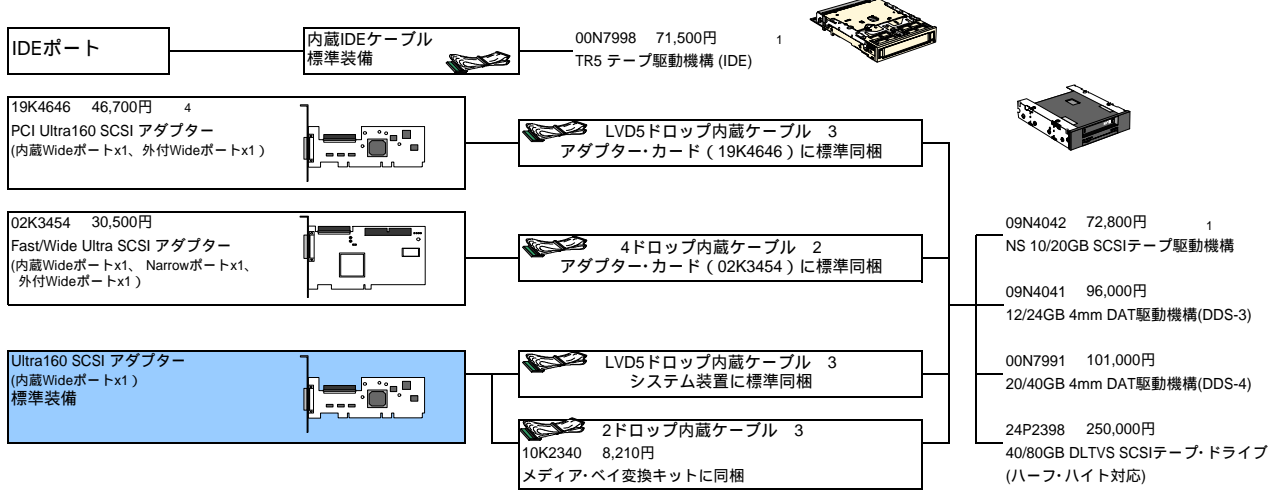 IDEポート
内蔵IDEケーブル
標準装備
00N7998 71,500円 1
TR5 テープ駆動機構 (IDE)
19K4646 46,700円 4
PCI Ultra160 SCSI アダプター
(内蔵Wideポートx1、外付Wideポートx1 )
LVD5ドロップ内蔵ケーブル 3
アダプター・カード ( 19K4646 ) に標準同梱
02K3454 30,500円
Fast/Wide Ultra SCSI アダプター
(内蔵Wideポートx1、 Narrowポートx1、
外付Wideポートx1 )
4ドロップ内蔵ケーブル 2
アダプター・カード ( 02K3454 ) に標準同梱
Ultra160 SCSI アダプター
(内蔵Wideポートx1 )
標準装備
LVD5ドロップ内蔵ケーブル 3
システム装置に標準同梱
2ドロップ内蔵ケーブル 3
10K2340 8,210円
メディア・ベイ変換キットに同梱
09N4042 72,800円 1
NS 10/20GB SCSIテープ駆動機構
09N4041 96,000円
12/24GB 4mm DAT駆動機構(DDS-3)
00N7991 101,000円
20/40GB 4mm DAT駆動機構(DDS-4)
24P2398 250,000円
40/80GB DLTVS SCSIテープ・ドライブ
(ハーフ・ハイト対応)